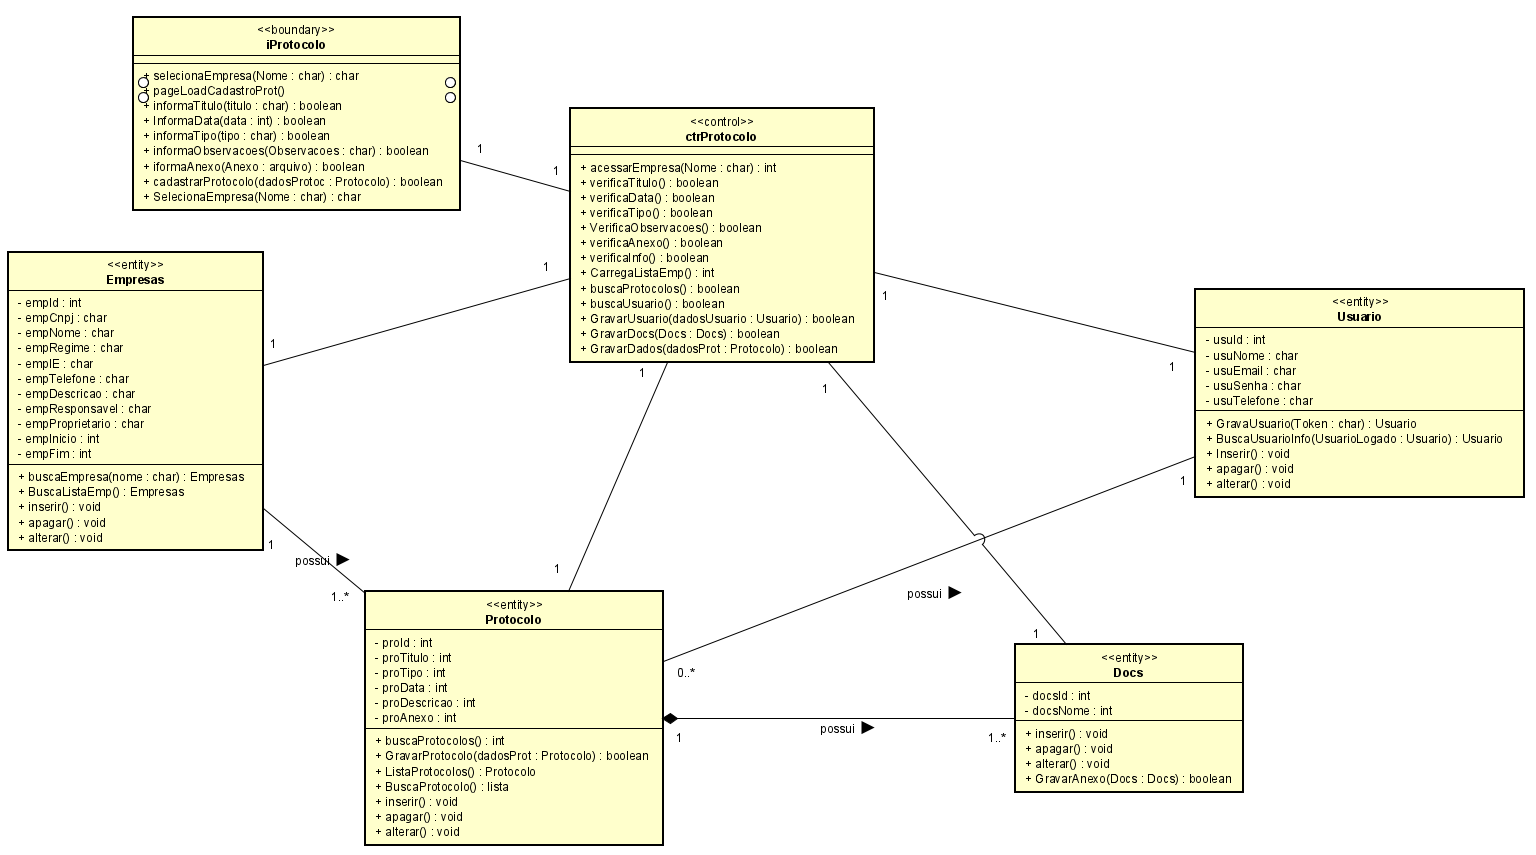 <<boundary>>
iProtocolo
+ selecionaEmpresa(Nome : char) : char
+ pageLoadCadastroProt()
+ informaTitulo(titulo : char) : boolean
+ InformaData(data : int) : boolean
+ informaTipo(tipo : char) : boolean
+ informaObservacoes(Observacoes : char) : boolean
+ iformaAnexo(Anexo : arquivo) : boolean
+ cadastrarProtocolo(dadosProtoc : Protocolo) : boolean
+ SelecionaEmpresa(Nome : char) : char
1
1
<<control>>
ctrProtocolo
+ acessarEmpresa(Nome : char) : int
+ verificaTitulo() : boolean
+ verificaData() : boolean
+ verificaTipo() : boolean
+ VerificaObservacoes() : boolean
+ verificaAnexo() : boolean
+ verificaInfo() : boolean
+ CarregaListaEmp() : int
+ buscaProtocolos() : boolean
+ buscaUsuario() : boolean
+ GravarUsuario(dadosUsuario : Usuario) : boolean
+ GravarDocs(Docs : Docs) : boolean
+ GravarDados(dadosProt : Protocolo) : boolean
1
1
1
1
1
1
<<entity>>
Empresas
- empId : int
- empCnpj : char
- empNome : char
- empRegime : char
- empIE : char
- empTelefone : char
- empDescricao : char
- empResponsavel : char
- empProprietario : char
- empInicio : int
- empFim : int
+ buscaEmpresa(nome : char) : Empresas
+ BuscaListaEmp() : Empresas
+ inserir() : void
+ apagar() : void
+ alterar() : void
1
possui
1..*
<<entity>>
Usuario
- usuId : int
- usuNome : char
- usuEmail : char
- usuSenha : char
- usuTelefone : char
+ GravaUsuario(Token : char) : Usuario
+ BuscaUsuarioInfo(UsuarioLogado : Usuario) : Usuario
+ Inserir() : void
+ apagar() : void
+ alterar() : void
1
possui
0..*
1
1
<<entity>>
Protocolo
- proId : int
- proTitulo : int
- proTipo : int
- proData : int
- proDescricao : int
- proAnexo : int
+ buscaProtocolos() : int
+ GravarProtocolo(dadosProt : Protocolo) : boolean
+ ListaProtocolos() : Protocolo
+ BuscaProtocolo() : lista
+ inserir() : void
+ apagar() : void
+ alterar() : void
1
possui
1..*
<<entity>>
Docs
- docsId : int
- docsNome : int
+ inserir() : void
+ apagar() : void
+ alterar() : void
+ GravarAnexo(Docs : Docs) : boolean